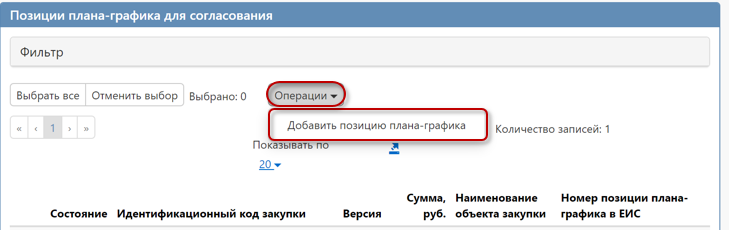 Позиции плана-графика для согласования
Фильтр
Выбрать все Отменить выбор Выбрано: 0 Операции
Добавить позицию плана-графика
« ‹ 1 › » Количество записей: 1
Показывать по
20
Состояние Идентификационный код закупки Версия Сумма, руб. Наименование объекта закупки Номер позиции плана-графика в ЕИС